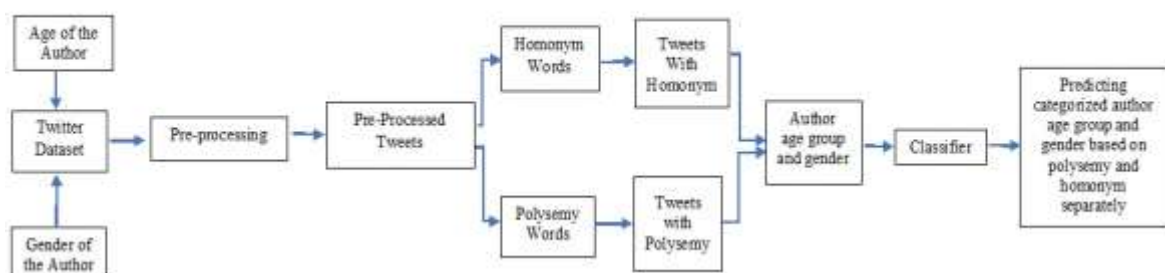 Age of the
Author
Twitter
Dataset
Gender of
the Author
Pre-processing
Pre-Processed
Tweets
Homonym
Words
Tweets
With
Homonym
Polysemy
Words
Tweets
with
Polysemy
Author
age group
and gender
Classifier
Predicting
categorized author
age group and
gender based on
polysemy and
homonym
separately